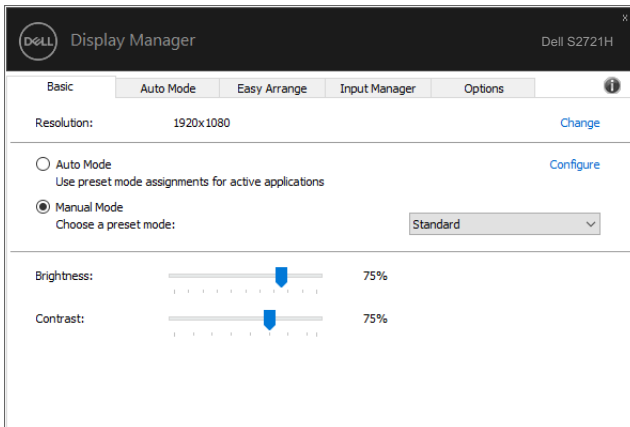 x
DELL Display Manager Dell S2721H
Basic Auto Mode Easy Arrange Input Manager Options i
Resolution: 1920x1080 Change
Auto Mode Configure
Use preset mode assignments for active applications
Manual Mode
Choose a preset mode: Standard
Brightness: 75%
Contrast: 75%